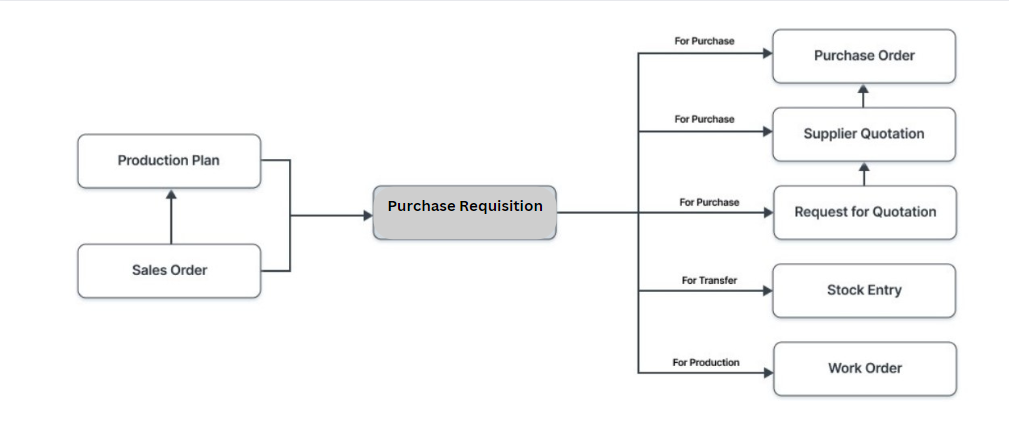 Production Plan
Sales Order
Purchase Requisition
For Purchase
Purchase Order
For Purchase
Supplier Quotation
For Purchase
Request for Quotation
For Transfer
Stock Entry
For Production
Work Order